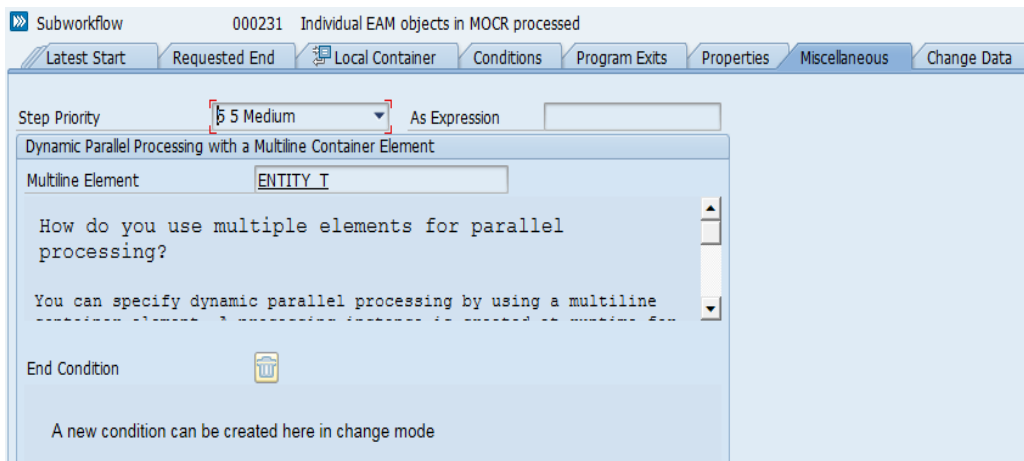 Subworkflow 000231 Individual EAM objects in MOCR processed
Latest Start Requested End Local Container Conditions Program Exits Properties Miscellaneous Change Data
Step Priority 5 5 Medium As Expression
Dynamic Parallel Processing with a Multiline Container Element
Multiline Element ENTITY_T
How do you use multiple elements for parallel
processing?
You can specify dynamic parallel processing by using a multiline
End Condition
A new condition can be created here in change mode